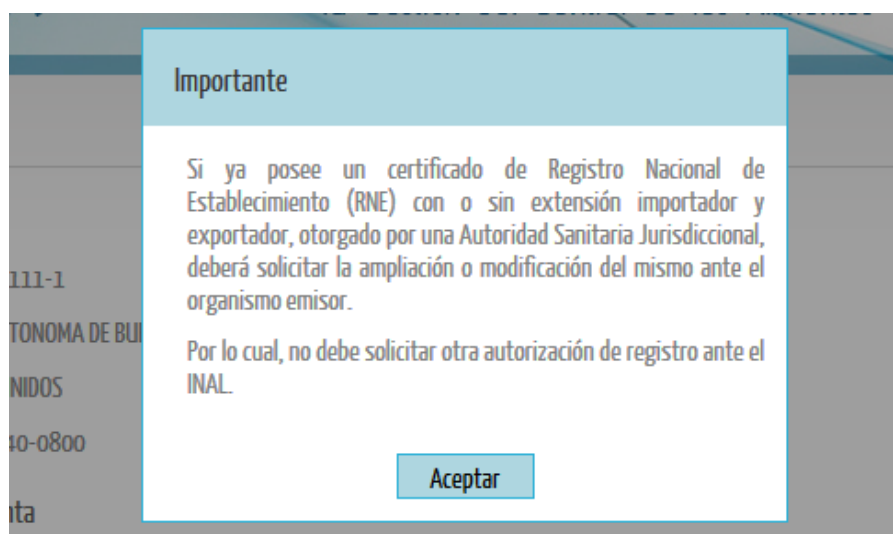 Importante
Si ya posee un certificado de Registro Nacional de
Establecimiento (RNE) con o sin extensión importador y
exportador, otorgado por una Autoridad Sanitaria Jurisdiccional,
deberá solicitar la ampliación o modificación del mismo ante el
organismo emisor.
111-1
TONOMA DE BUE
Por lo cual, no debe solicitar otra autorización de registro ante el
INAL.
NIDOS
40-0800
Aceptar
nta